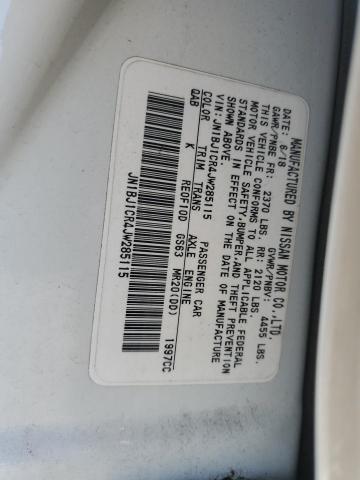 MANUFACTURED BY NISSAN MOTOR CO.,LTD.
DATE: 8/18 GVWR/PNBV: 4455 LBS.
GAWR/PNBE FR: 2370 LBS. RR: 2120 LBS.
THIS VEHICLE CONFORMS TO ALL APPLICABLE FEDERAL
MOTOR VEHICLE SAFETY,BUMPER,AND THEFT PREVENTION
STANDARDS IN EFFECT ON THE DATE OF MANUFACTURE
SHOWN ABOVE.
VIN: JN1BJ1CR4JW285115 PASSENGER CAR
COLOR TRIM TRANS AXLE ENGINE
QAB K RE0F10D GS63 MR20(DD) 1997CC
JN1BJ1CR4JW285115